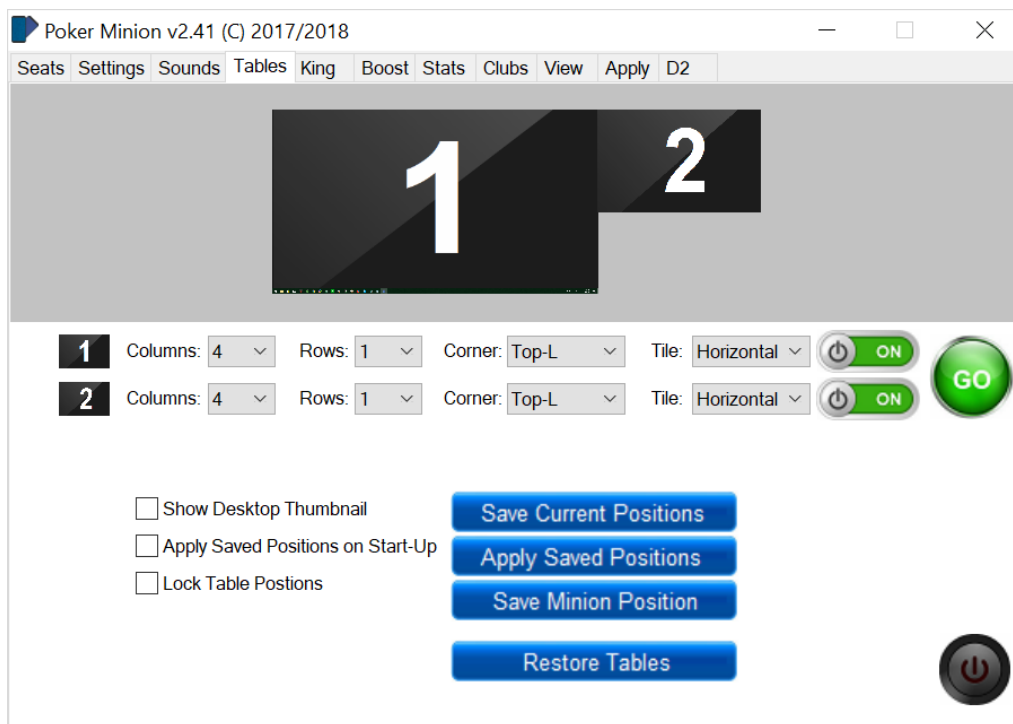 Poker Minion v2.41 (C) 2017/2018
Seats Settings Sounds Tables King Boost Stats Clubs View Apply D2
1 2
1 Columns: 4 Rows: 1 Corner: Top-L Tile: Horizontal ON
GO
2 Columns: 4 Rows: 1 Corner: Top-L Tile: Horizontal ON
Show Desktop Thumbnail
Apply Saved Positions on Start-Up
Lock Table Postions
Save Current Positions
Apply Saved Positions
Save Minion Position
Restore Tables